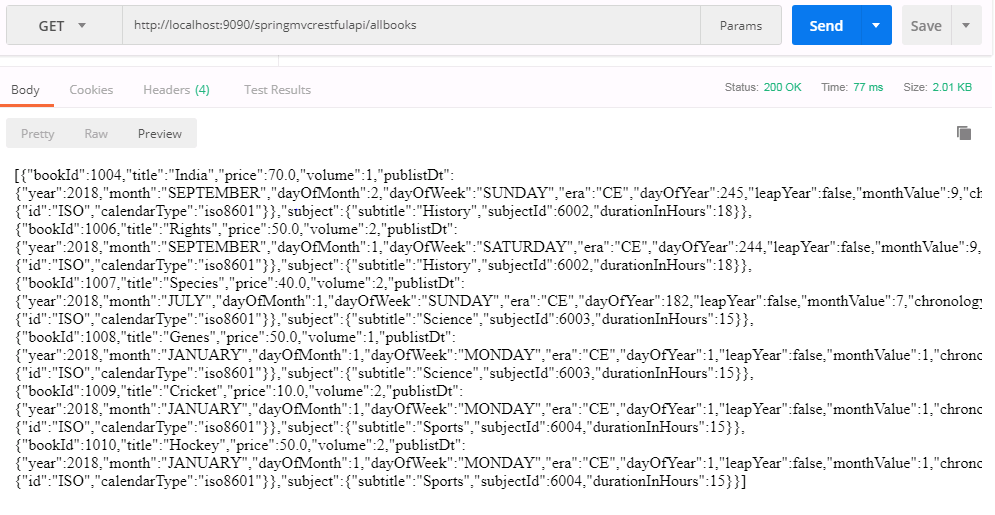 GET http://localhost:9090/springmvcrestfulapi/allbooks Params Send Save
Body Cookies Headers (4) Test Results Status: 200 OK Time: 77 ms Size: 2.01 KB
Pretty Raw Preview
[{"bookId":1004,"title":"India","price":70.0,"volume":1,"publistDt":
{"year":2018,"month":"SEPTEMBER","dayOfMonth":2,"dayOfWeek":"SUNDAY","era":"CE","dayOfYear":245,"leapYear":false,"monthValue":9,"ch
{"id":"ISO","calendarType":"iso8601"}},"subject":{"subtitle":"History","subjectId":6002,"durationInHours":18}},
{"bookId":1006,"title":"Rights","price":50.0,"volume":2,"publistDt":
{"year":2018,"month":"SEPTEMBER","dayOfMonth":1,"dayOfWeek":"SATURDAY","era":"CE","dayOfYear":244,"leapYear":false,"monthValue":9,
{"id":"ISO","calendarType":"iso8601"}},"subject":{"subtitle":"History","subjectId":6002,"durationInHours":18}},
{"bookId":1007,"title":"Species","price":40.0,"volume":2,"publistDt":
{"year":2018,"month":"JULY","dayOfMonth":1,"dayOfWeek":"SUNDAY","era":"CE","dayOfYear":182,"leapYear":false,"monthValue":7,"chronology
{"id":"ISO","calendarType":"iso8601"}},"subject":{"subtitle":"Science","subjectId":6003,"durationInHours":15}},
{"bookId":1008,"title":"Genes","price":50.0,"volume":1,"publistDt":
{"year":2018,"month":"JANUARY","dayOfMonth":1,"dayOfWeek":"MONDAY","era":"CE","dayOfYear":1,"leapYear":false,"monthValue":1,"chrono
{"id":"ISO","calendarType":"iso8601"}},"subject":{"subtitle":"Science","subjectId":6003,"durationInHours":15}},
{"bookId":1009,"title":"Cricket","price":10.0,"volume":2,"publistDt":
{"year":2018,"month":"JANUARY","dayOfMonth":1,"dayOfWeek":"MONDAY","era":"CE","dayOfYear":1,"leapYear":false,"monthValue":1,"chrono
{"id":"ISO","calendarType":"iso8601"}},"subject":{"subtitle":"Sports","subjectId":6004,"durationInHours":15}},
{"bookId":1010,"title":"Hockey","price":50.0,"volume":2,"publistDt":
{"year":2018,"month":"JANUARY","dayOfMonth":1,"dayOfWeek":"MONDAY","era":"CE","dayOfYear":1,"leapYear":false,"monthValue":1,"chrono
{"id":"ISO","calendarType":"iso8601"}},"subject":{"subtitle":"Sports","subjectId":6004,"durationInHours":15}}]